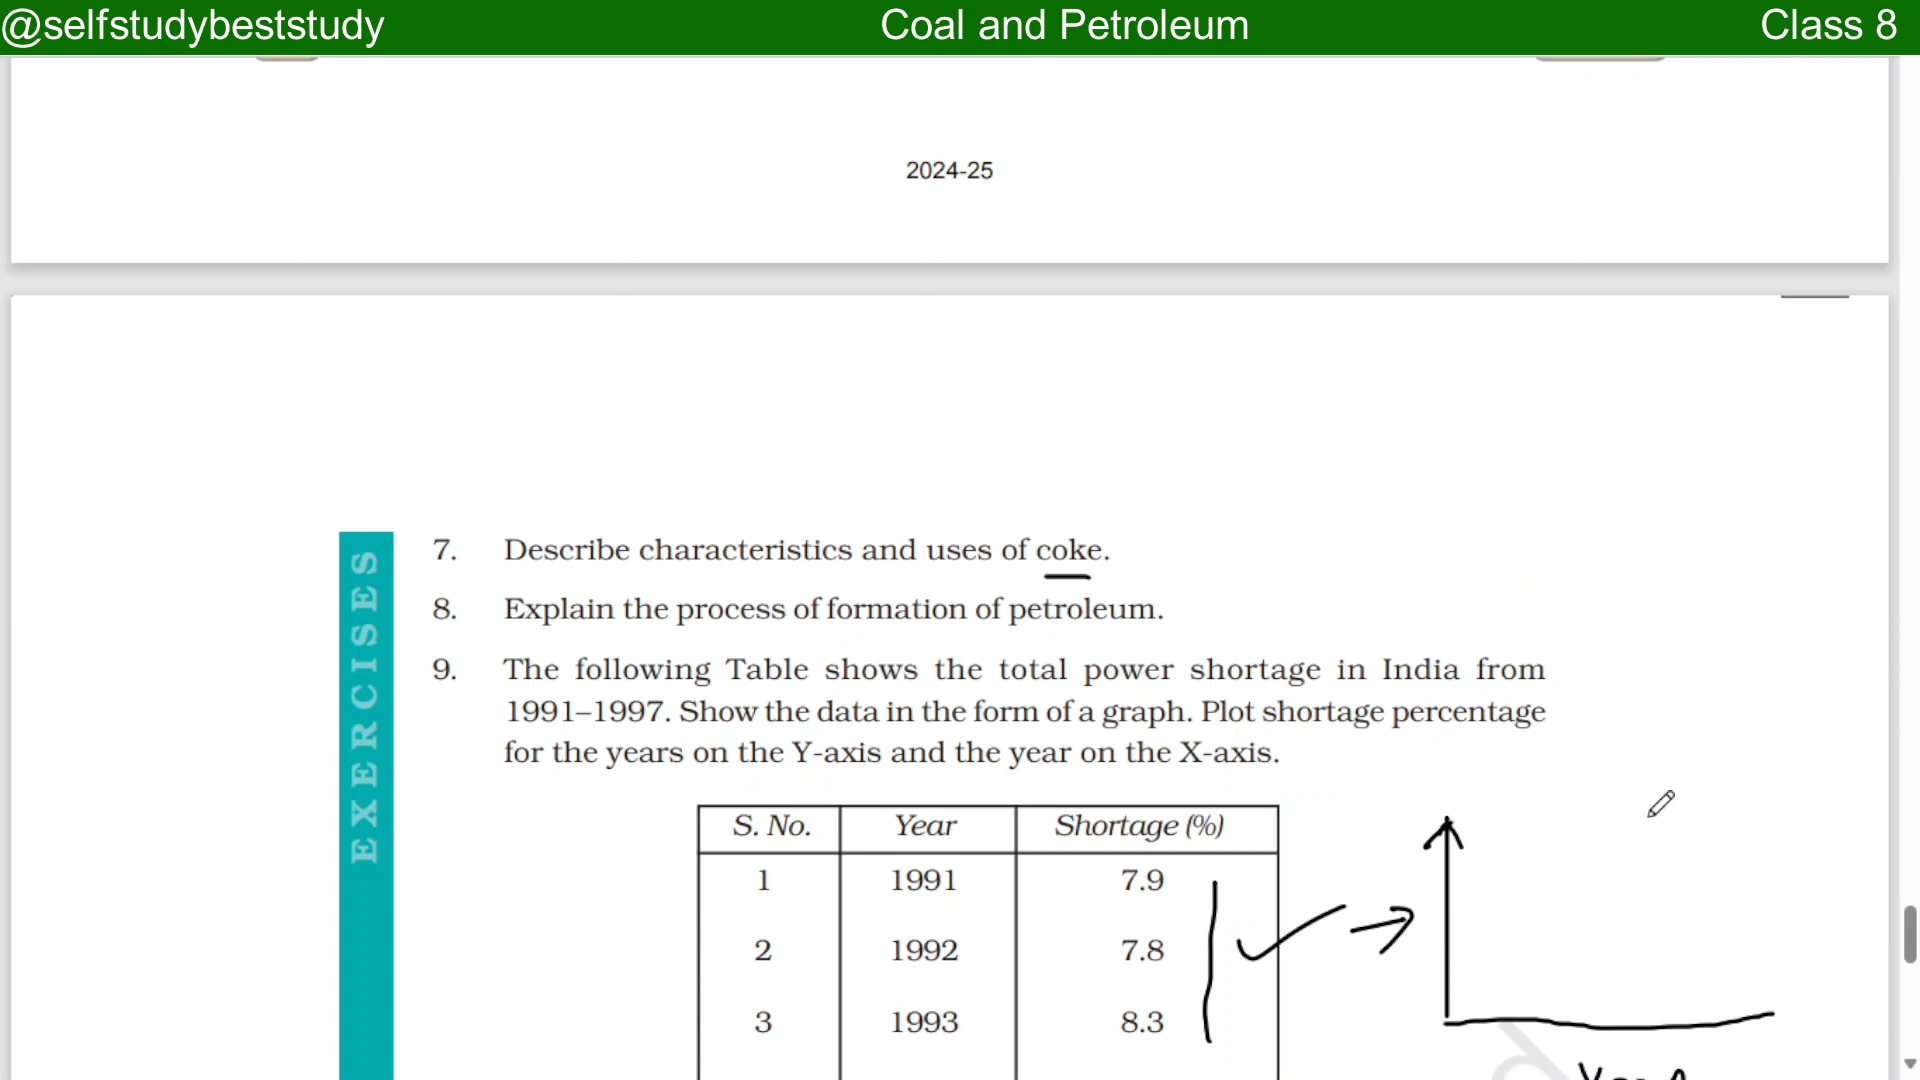 @selfstudybeststudy Coal and Petroleum Class 8
2024-25
EXERCISES
7. Describe characteristics and uses of coke.
8. Explain the process of formation of petroleum.
9. The following Table shows the total power shortage in India from
1991–1997. Show the data in the form of a graph. Plot shortage percentage
for the years on the Y-axis and the year on the X-axis.
S. No. Year Shortage (%)
1 1991 7.9
2 1992 7.8
3 1993 8.3